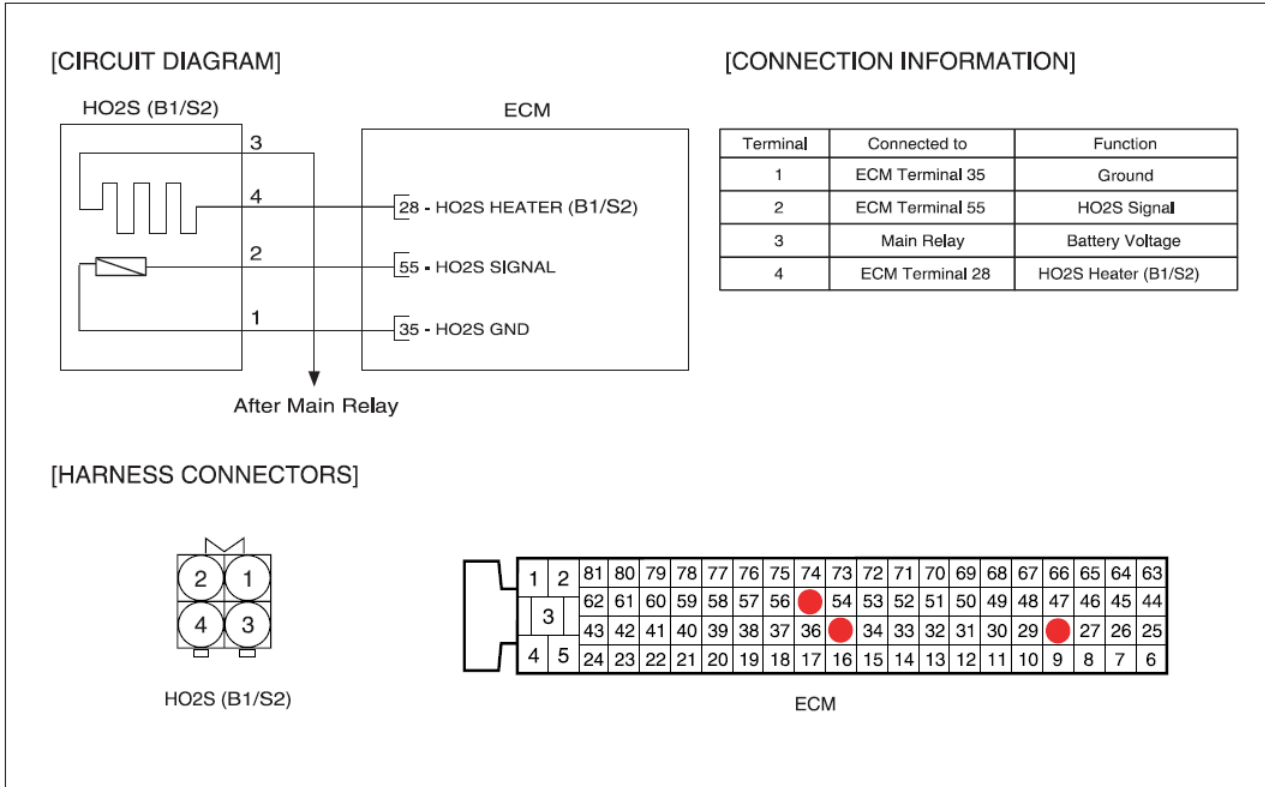 [CIRCUIT DIAGRAM]
HO2S (B1/S2)
ECM
3
4
28 - HO2S HEATER (B1/S2)
2
55 - HO2S SIGNAL
1
35 - HO2S GND
After Main Relay
[CONNECTION INFORMATION]
Terminal Connected to Function
1 ECM Terminal 35 Ground
2 ECM Terminal 55 HO2S Signal
3 Main Relay Battery Voltage
4 ECM Terminal 28 HO2S Heater (B1/S2)
[HARNESS CONNECTORS]
2 1
4 3
HO2S (B1/S2)
1 2 81 80 79 78 77 76 75 74 73 72 71 70 69 68 67 66 65 64 63
62 61 60 59 58 57 56 54 53 52 51 50 49 48 47 46 45 44
3
43 42 41 40 39 38 37 36 34 33 32 31 30 29 27 26 25
4 5 24 23 22 21 20 19 18 17 16 15 14 13 12 11 10 9 8 7 6
ECM